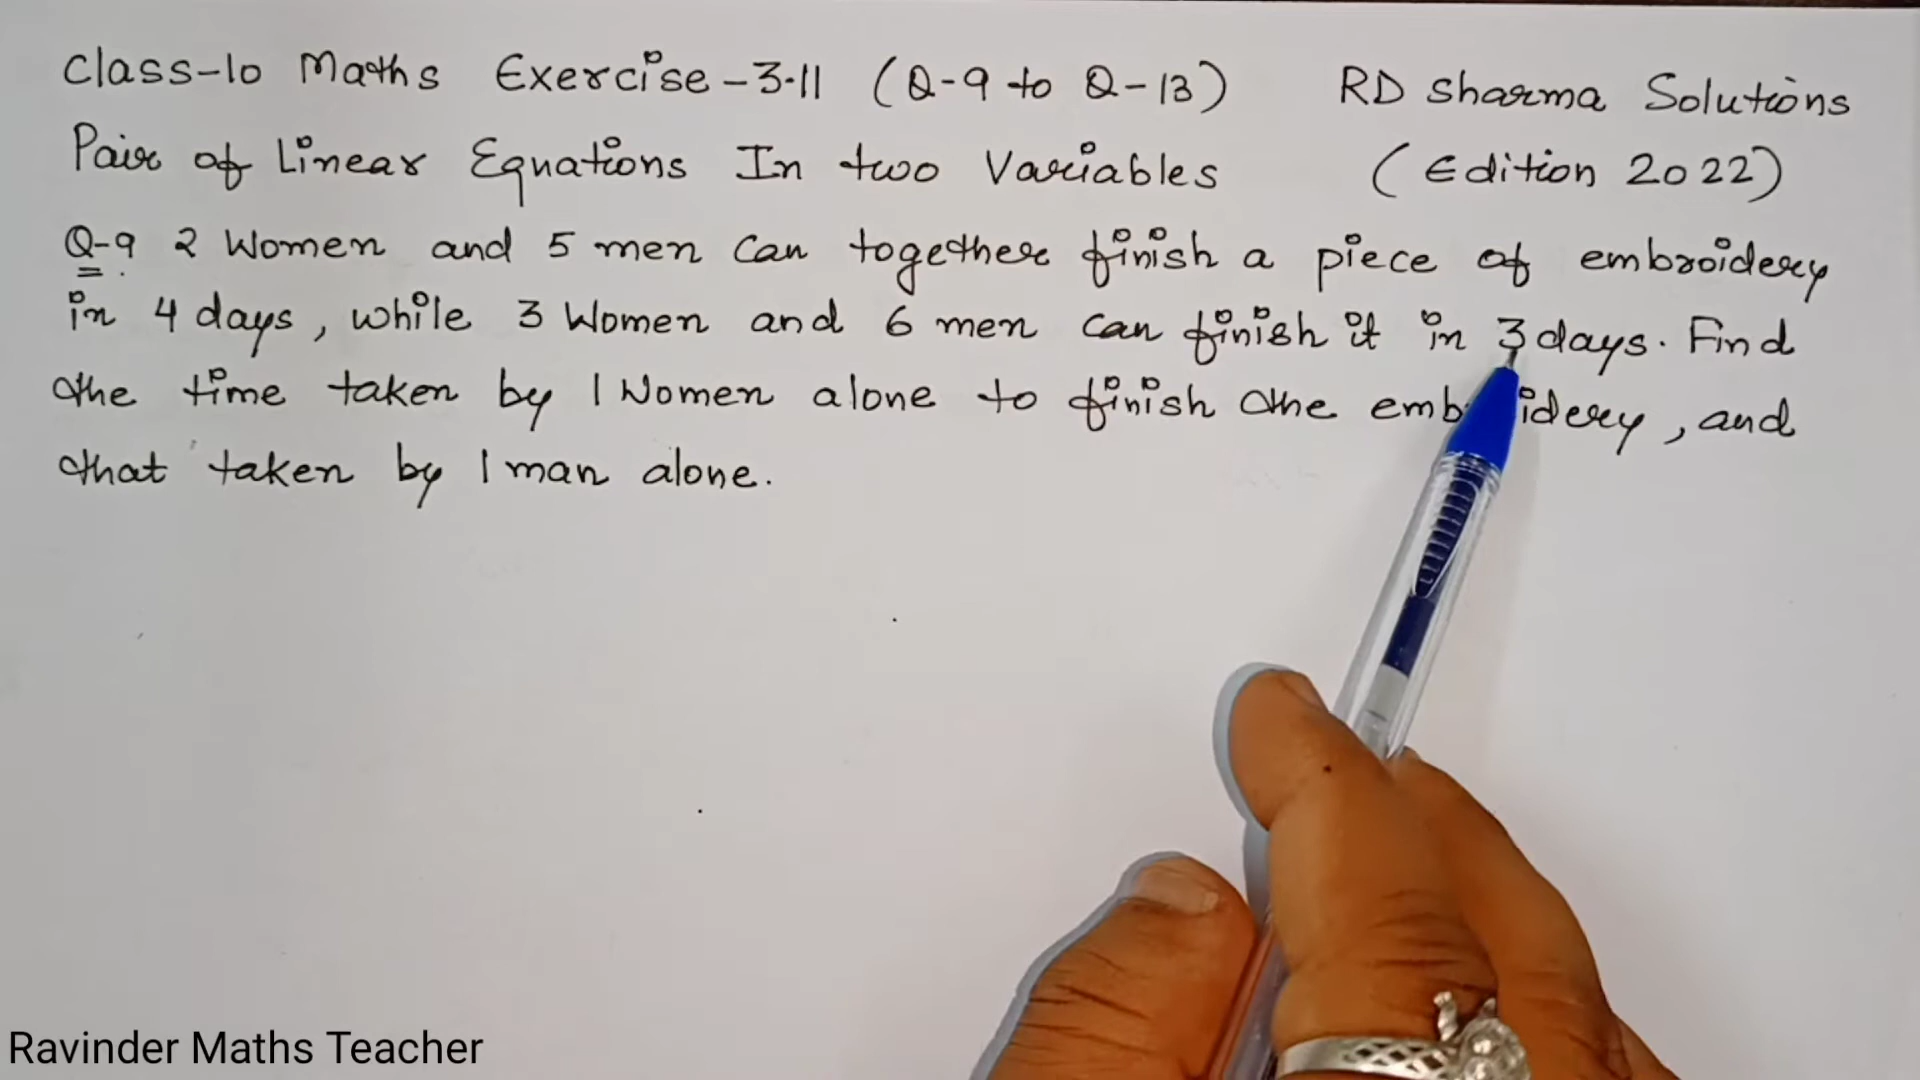 Class-10 Maths Exercise-3.11 (Q-9 to Q-13) RD Sharma Solutions
Pair of Linear Equations In two Variables (Edition 2022)
Q-9 2 Women and 5 men can together finish a piece of embroidery
in 4 days, while 3 Women and 6 men can finish it in 3 days. Find
the time taken by 1 Women alone to finish the embroidery, and
that taken by 1 man alone.
Ravinder Maths Teacher